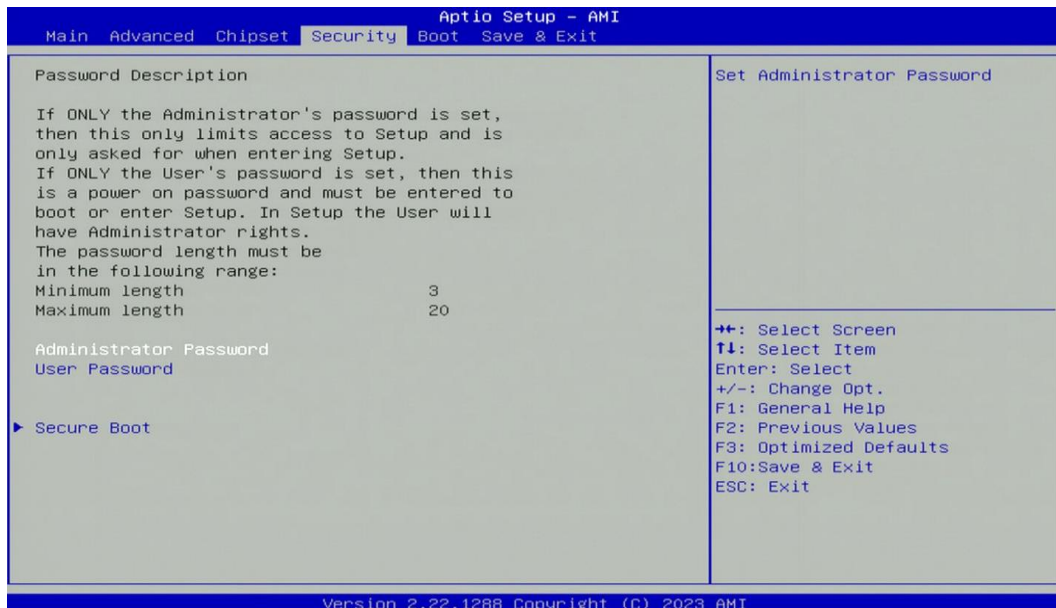 Aptio Setup – AMI
Main Advanced Chipset Security Boot Save & Exit
Password Description
If ONLY the Administrator's password is set,
then this only limits access to Setup and is
only asked for when entering Setup.
If ONLY the User's password is set, then this
is a power on password and must be entered to
boot or enter Setup. In Setup the User will
have Administrator rights.
The password length must be
in the following range:
Minimum length 3
Maximum length 20
Administrator Password
User Password
► Secure Boot
Set Administrator Password
→←: Select Screen
↑↓: Select Item
Enter: Select
+/-: Change Opt.
F1: General Help
F2: Previous Values
F3: Optimized Defaults
F10:Save & Exit
ESC: Exit
Version 2.22.1288 Copyright (C) 2023 AMI